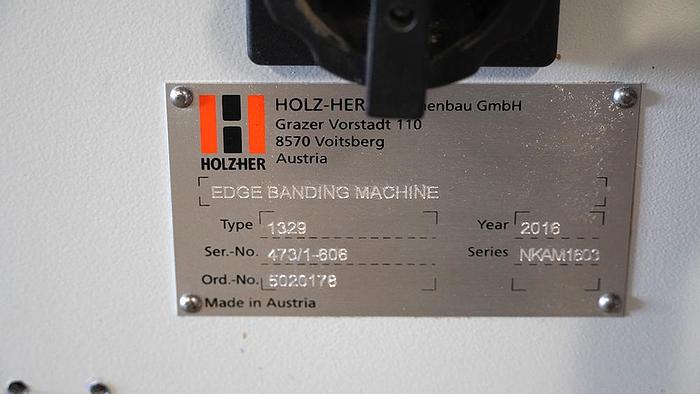 HOLZ-HER
HOLZ-HER enbau GmbH
Grazer Vorstadt 110
8570 Voitsberg
Austria
EDGE BANDING MACHINE
Type 1329 Year 2016
Ser.-No. 473/1-606 Series NKAM1603
Ord.-No. 5020178
Made in Austria